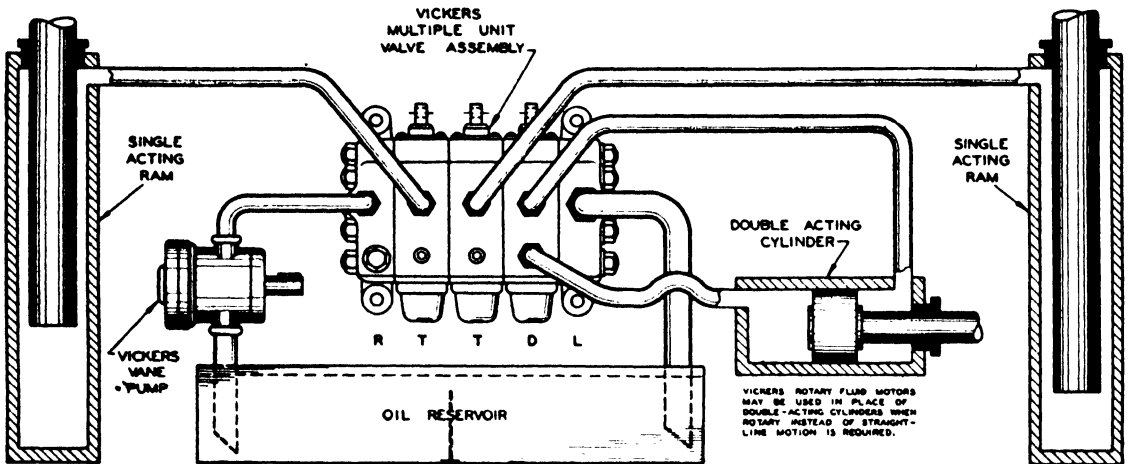 VICKERS
MULTIPLE UNIT
VALVE ASSEMBLY
SINGLE
ACTING
RAM
SINGLE
ACTING
RAM
DOUBLE ACTING
CYLINDER
VICKERS
VANE
PUMP
R T T D L
OIL RESERVOIR
VICKERS ROTARY FLUID MOTORS
MAY BE USED IN PLACE OF
DOUBLE-ACTING CYLINDERS WHEN
ROTARY INSTEAD OF STRAIGHT-
LINE MOTION IS REQUIRED.